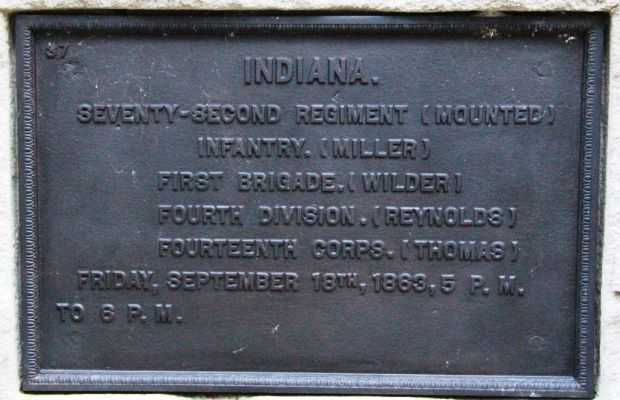 37
INDIANA.
SEVENTY-SECOND REGIMENT (MOUNTED)
INFANTRY. (MILLER)
FIRST BRIGADE. (WILDER)
FOURTH DIVISION. (REYNOLDS)
FOURTEENTH CORPS. (THOMAS)
FRIDAY, SEPTEMBER 18TH, 1863, 5 P. M.
TO 6 P. M.